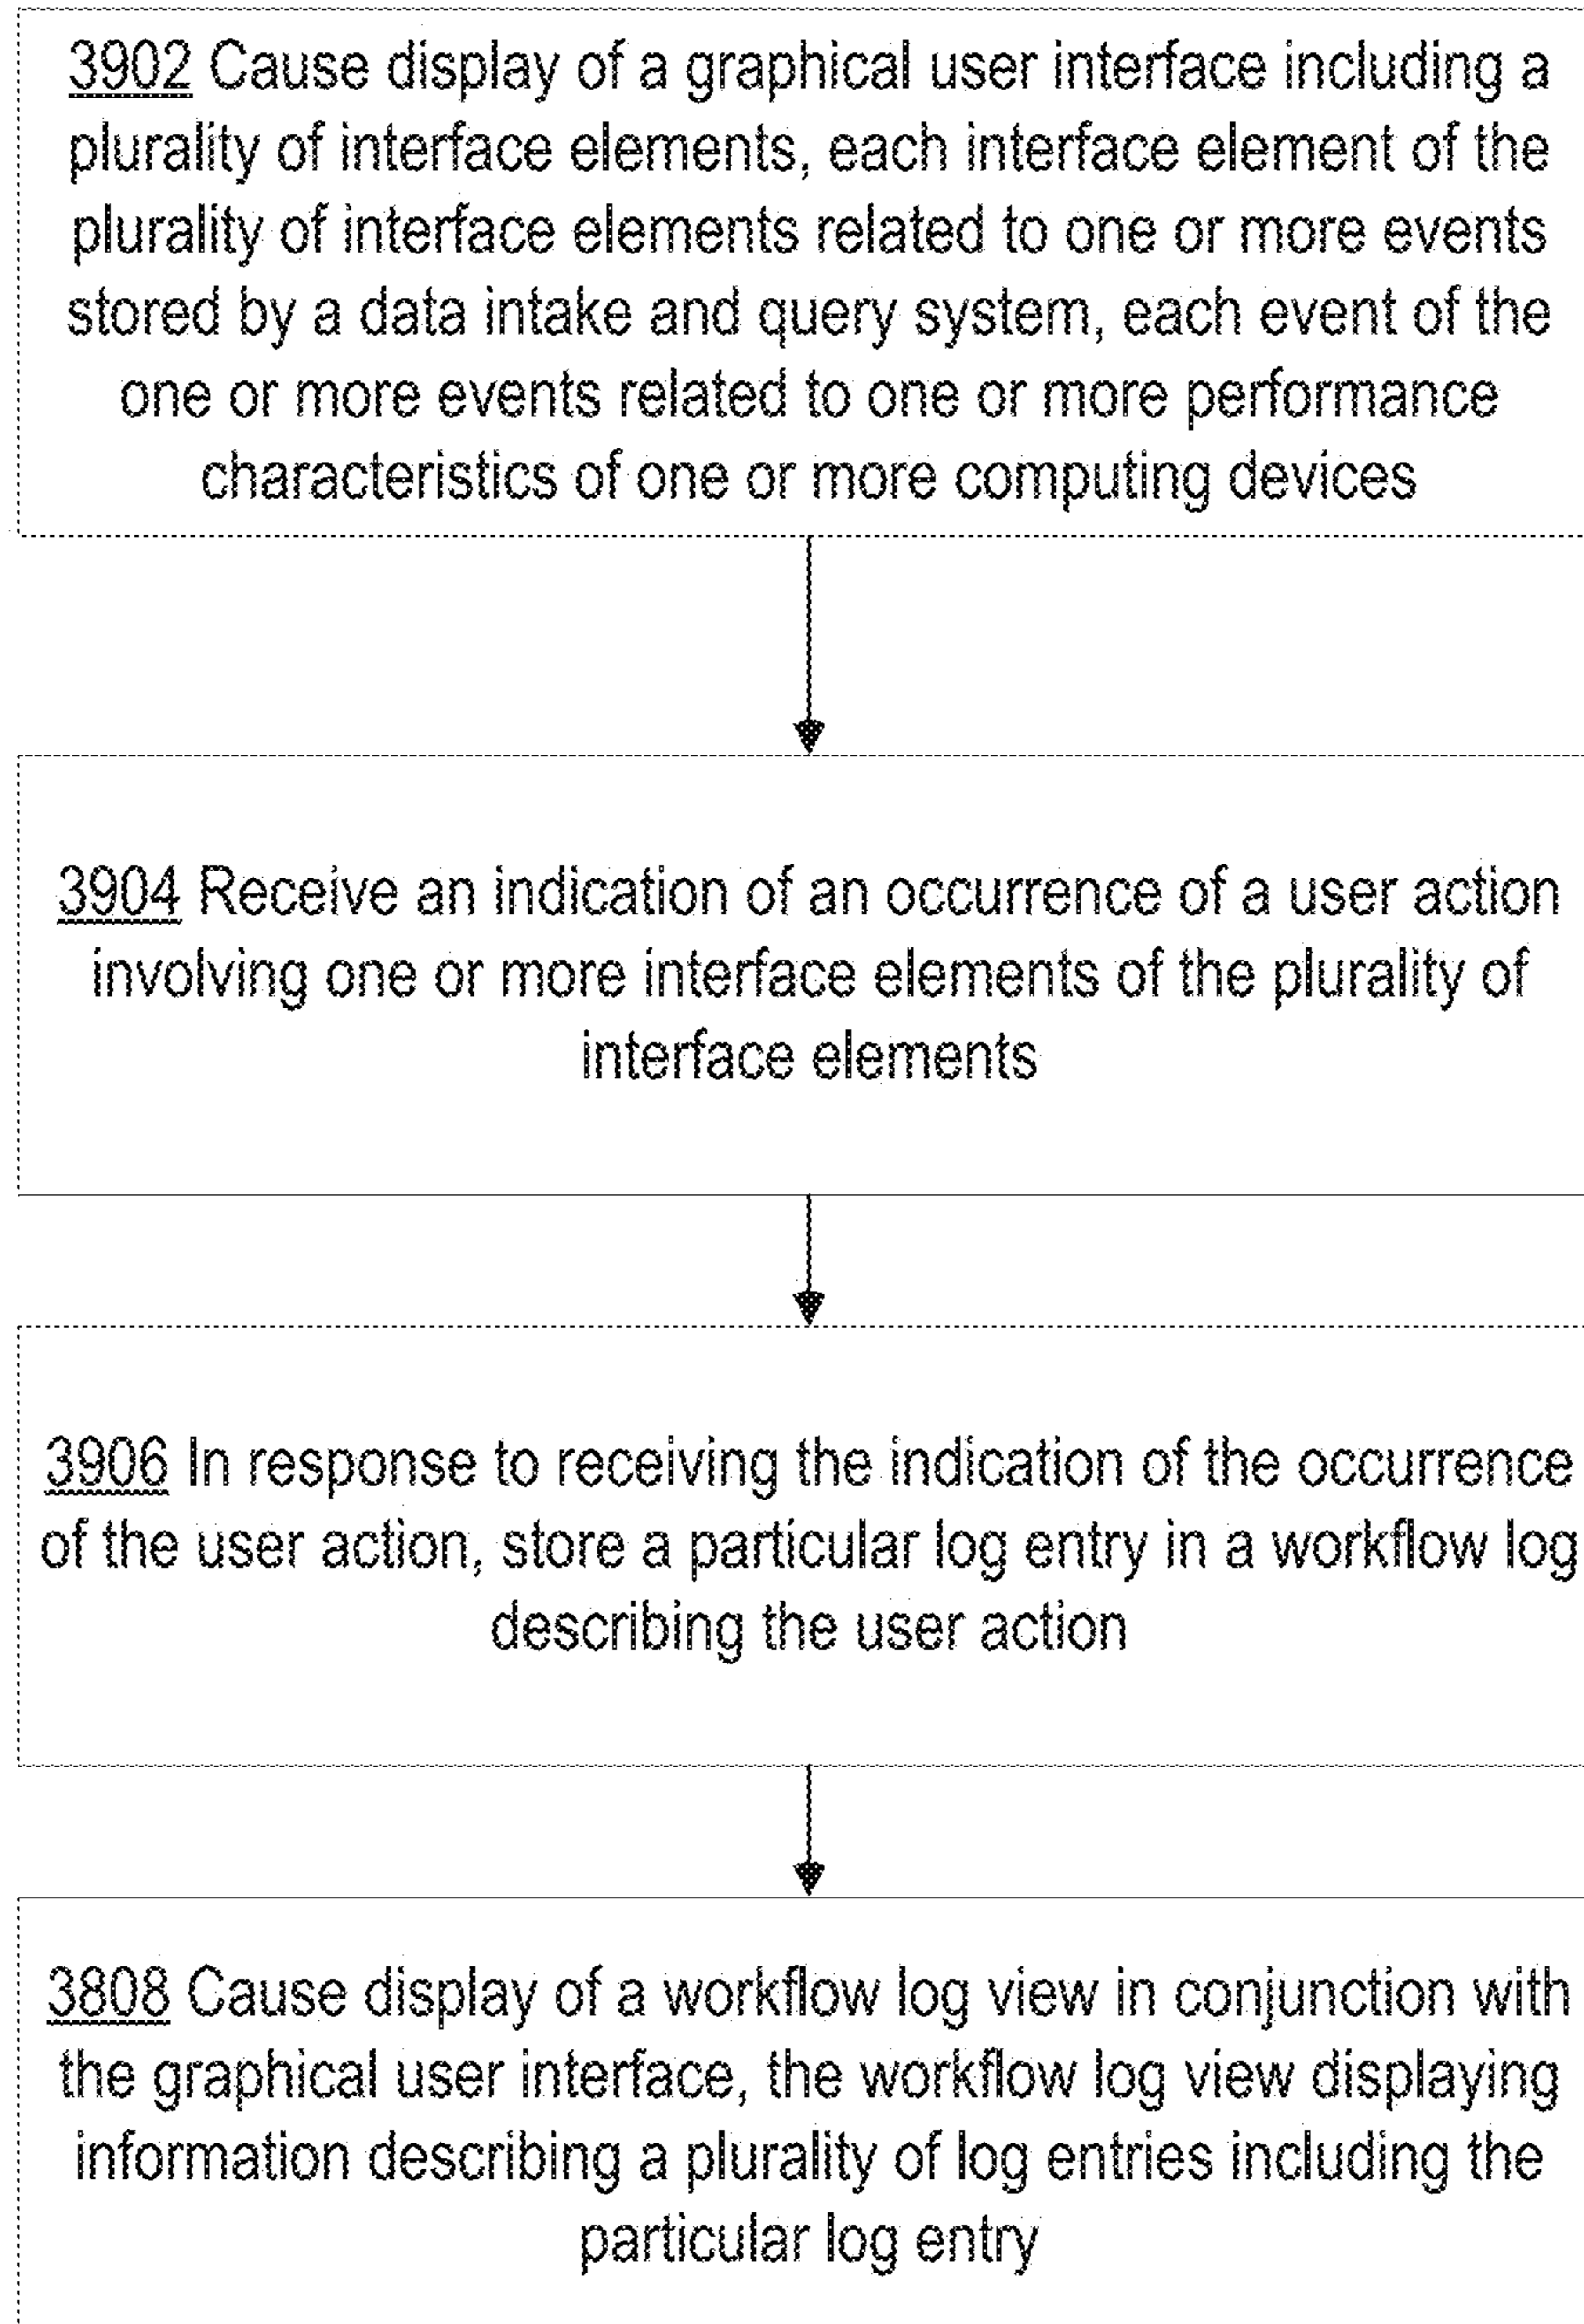 3902 Cause display of a graphical user interface including a
plurality of interface elements, each interface element of the
plurality of interface elements related to one or more events
stored by a data intake and query system, each event of the
one or more events related to one or more performance
characteristics of one or more computing devices
3904 Receive an indication of an occurrence of a user action
involving one or more interface elements of the plurality of
interface elements
3906 In response to receiving the indication of the occurrence
of the user action, store a particular log entry in a workflow log
describing the user action
3808 Cause display of a workflow log view in conjunction with
the graphical user interface, the workflow log view displaying
information describing a plurality of log entries including the
particular log entry